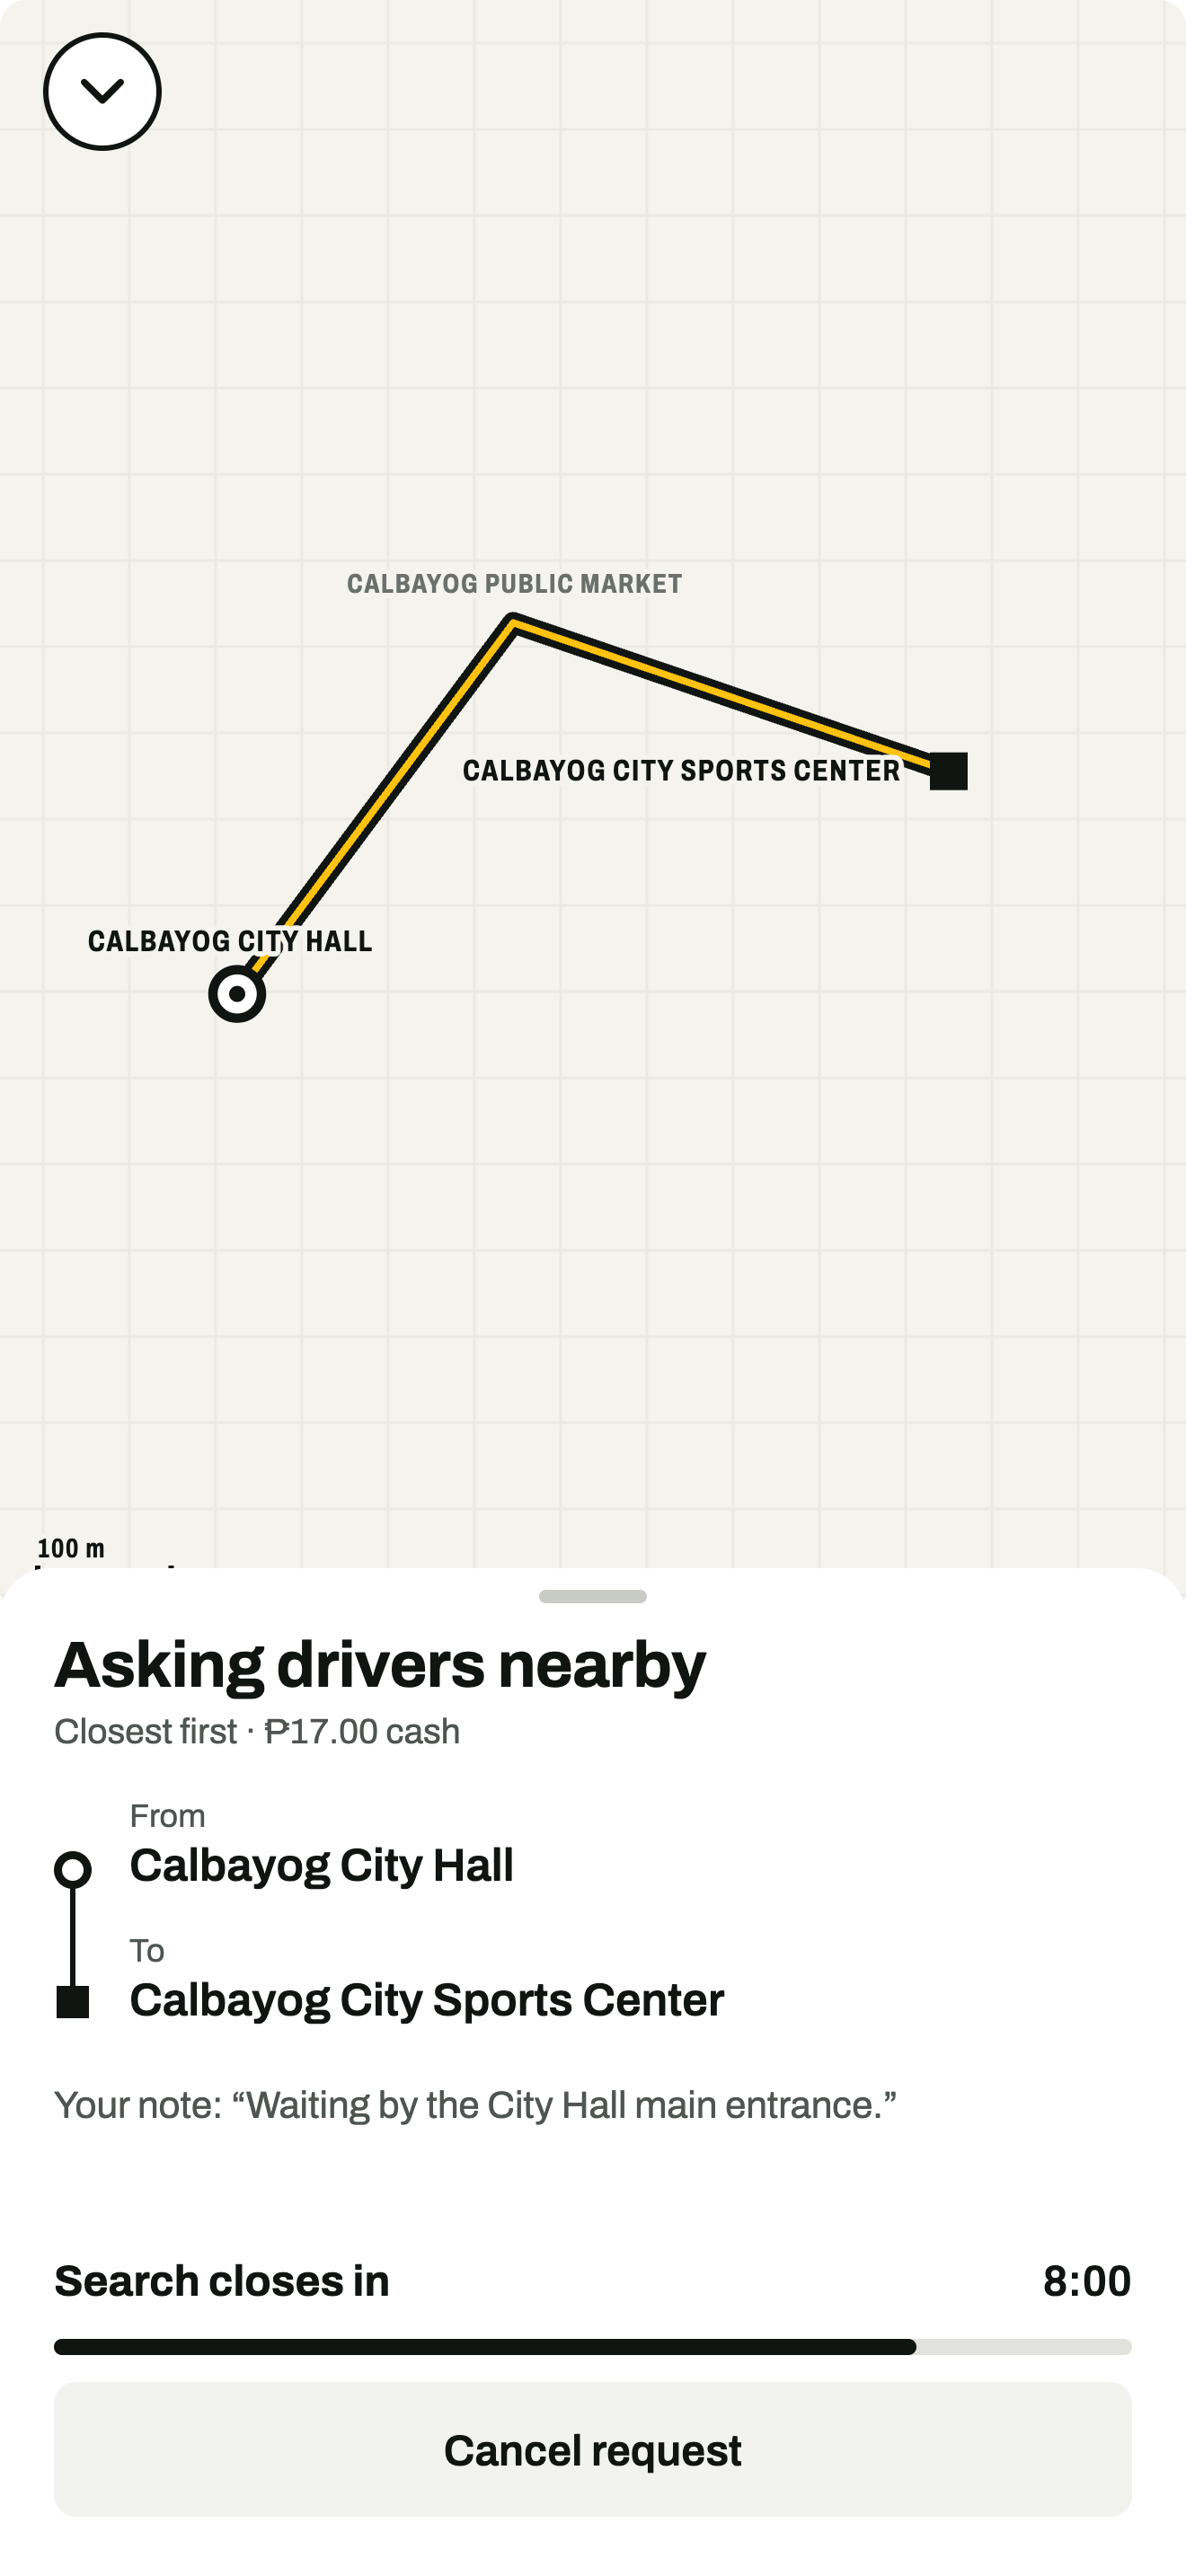 CALBAYOG PUBLIC MARKET
CALBAYOG CITY SPORTS CENTER
CALBAYOG CITY HALL
100 m
Asking drivers nearby
Closest first · ₱17.00 cash
From
Calbayog City Hall
To
Calbayog City Sports Center
Your note: “Waiting by the City Hall main entrance.”
Search closes in 8:00
Cancel request